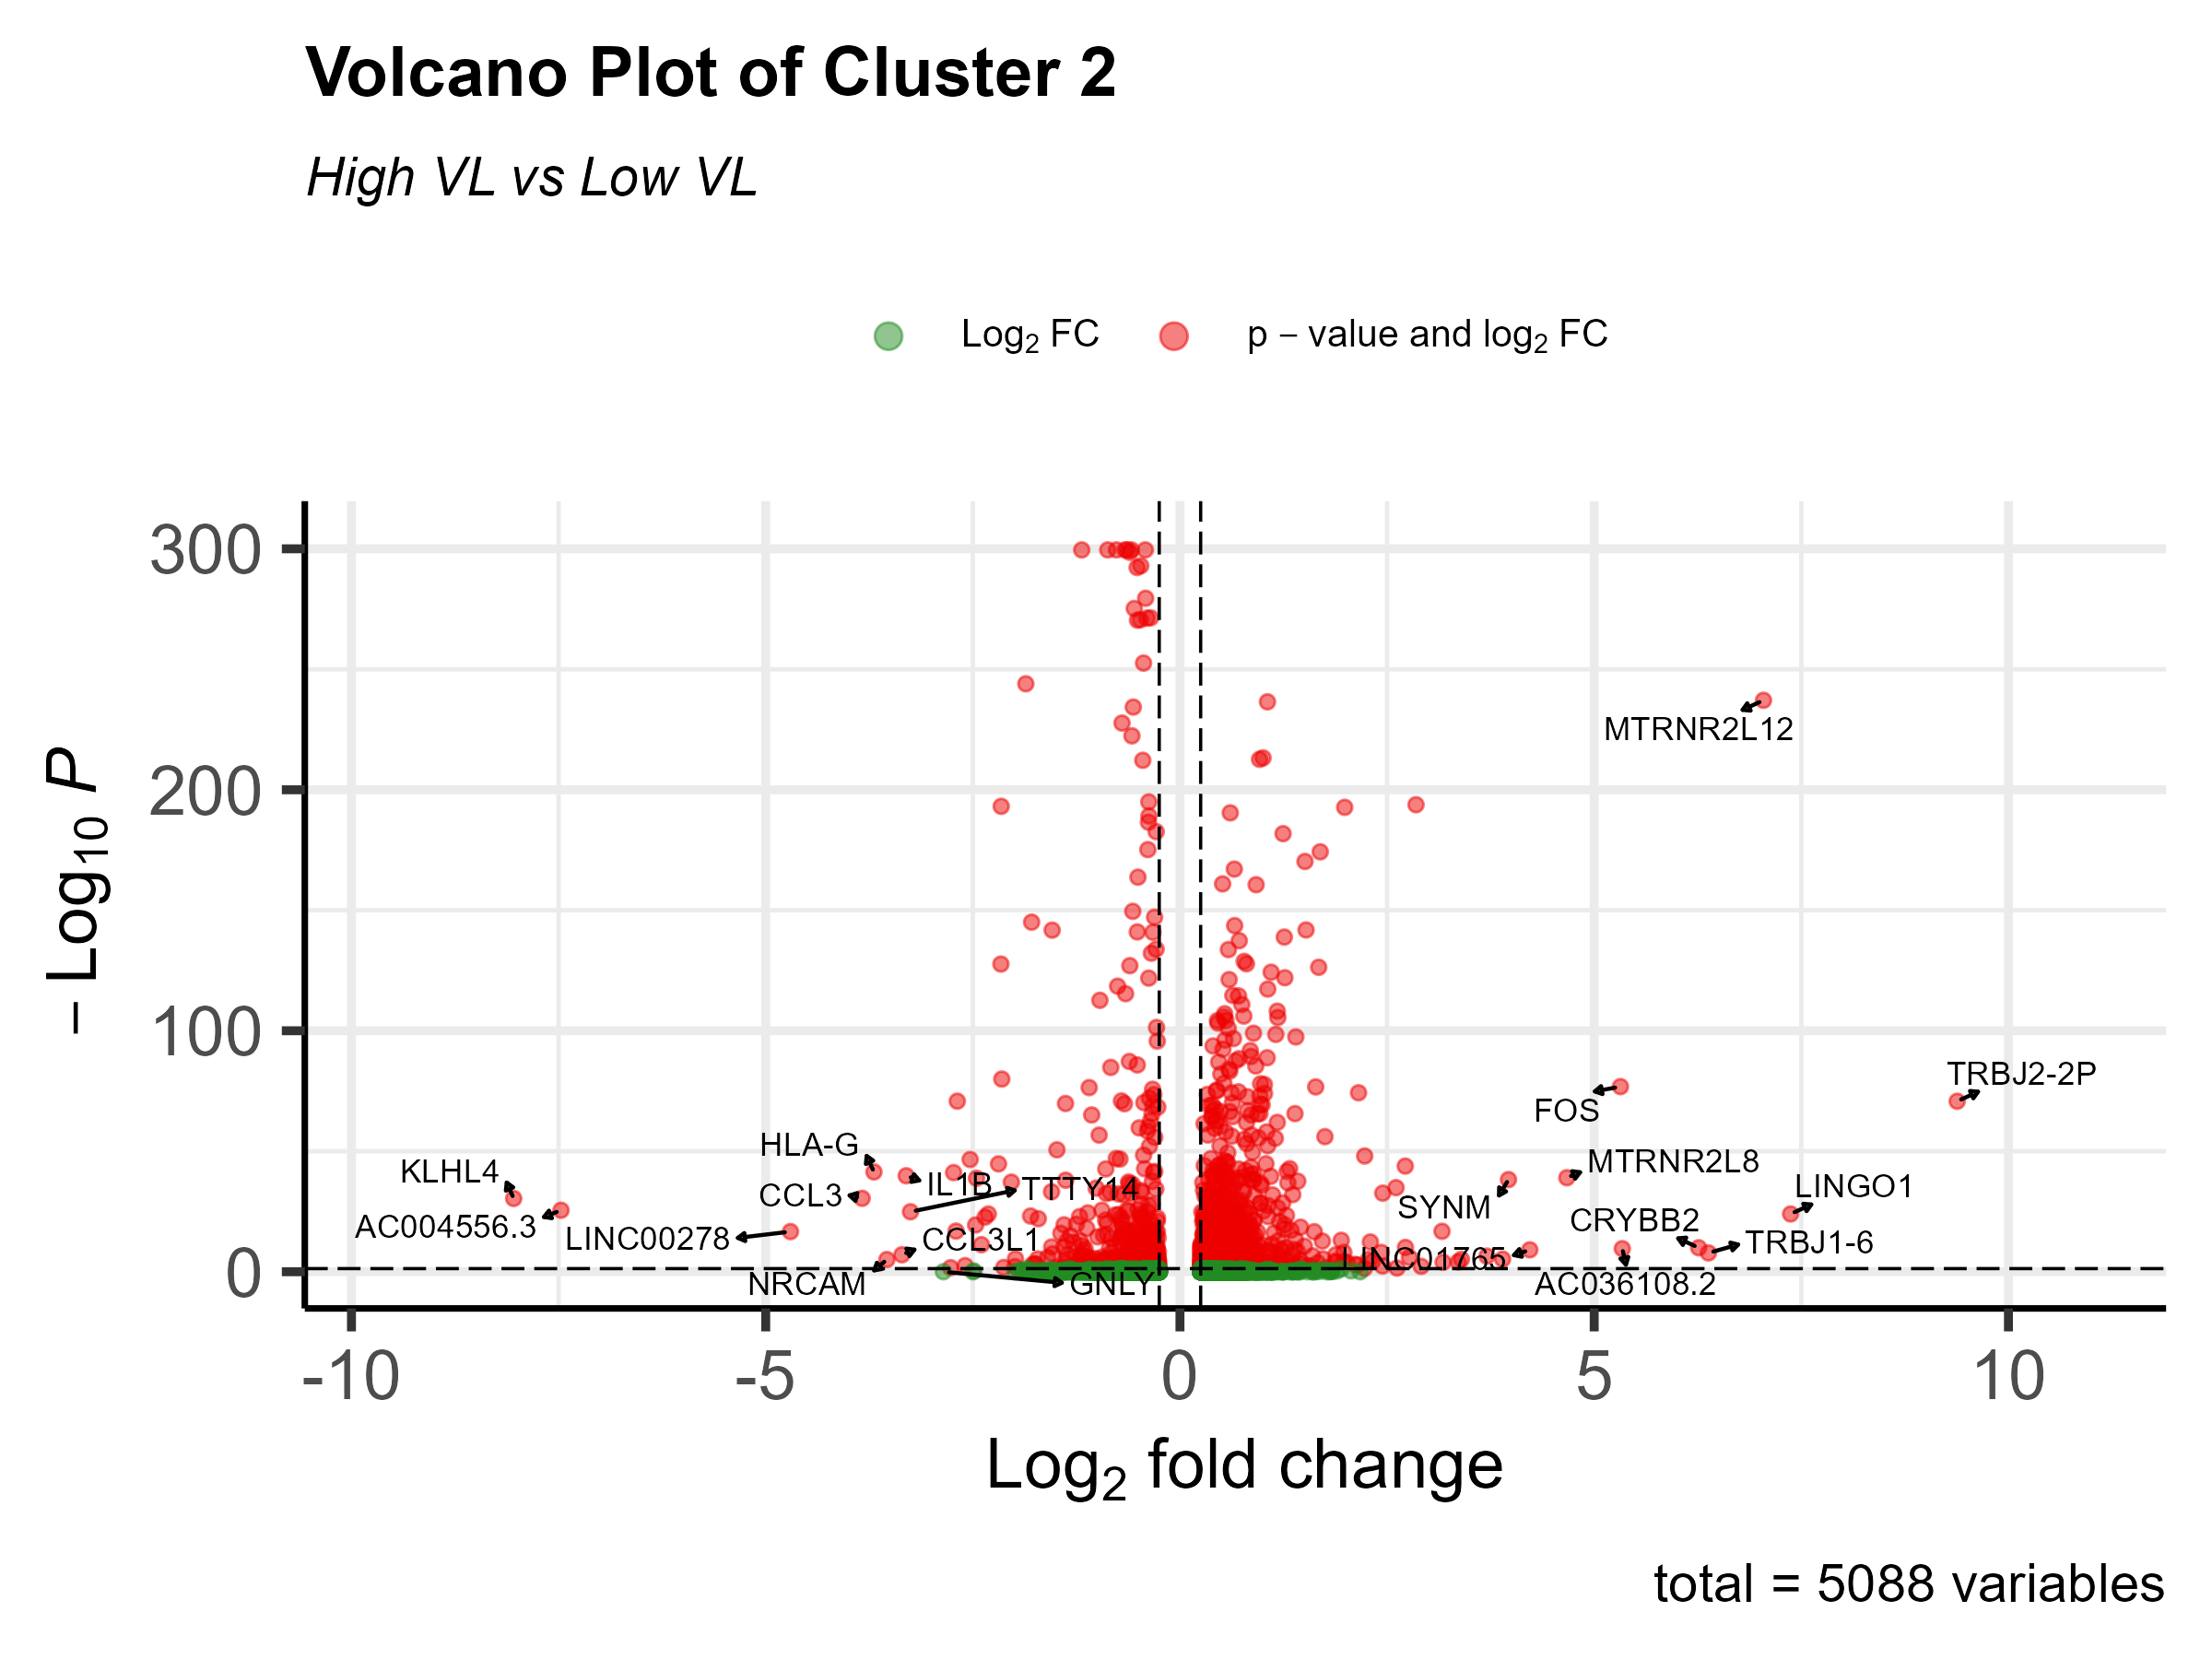 Volcano Plot of Cluster 2
High VL vs Low VL
Log2 FC
p − value and log2 FC
− Log10 P
300
200
100
0
MTRNR2L12
TRBJ2-2P
FOS
HLA-G
KLHL4
IL1B
MTRNR2L8
CCL3
TTTY14
LINGO1
SYNM
AC004556.3
CRYBB2
LINC00278
CCL3L1
TRBJ1-6
LINC01765
NRCAM
GNLY
AC036108.2
-10
-5
0
5
10
Log2 fold change
total = 5088 variables